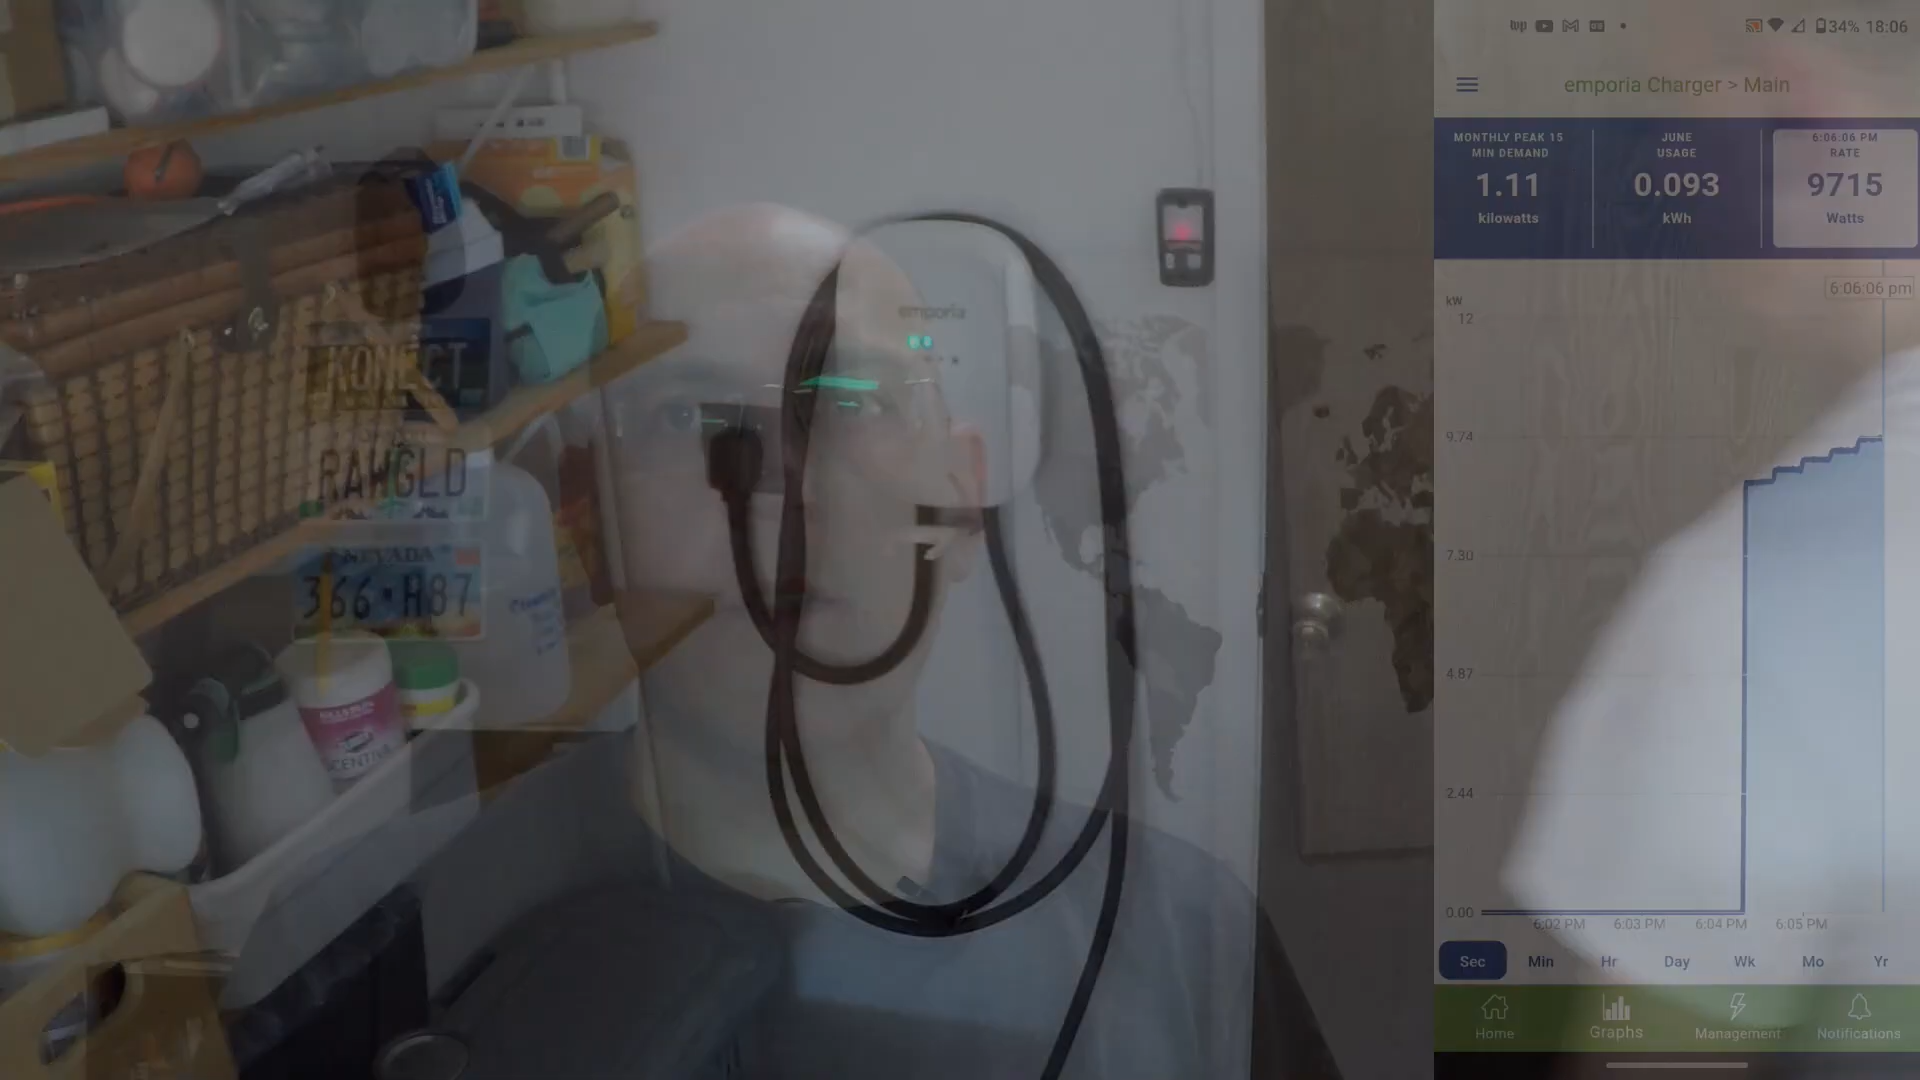 34% 18:06
emporia Charger > Main
MONTHLY PEAK 15
MIN DEMAND
1.11
kilowatts
JUNE
USAGE
0.093
kWh
6:06:06 PM
RATE
9715
Watts
6:06:06 pm
kW
12
9.74
7.30
4.87
2.44
0.00
6:02 PM
6:03 PM
6:04 PM
6:05 PM
Sec
Min
Hr
Day
Wk
Mo
Yr
Home
Graphs
Management
Notifications
emporia
KONECT
RAWGLD
NEVADA
366 H87